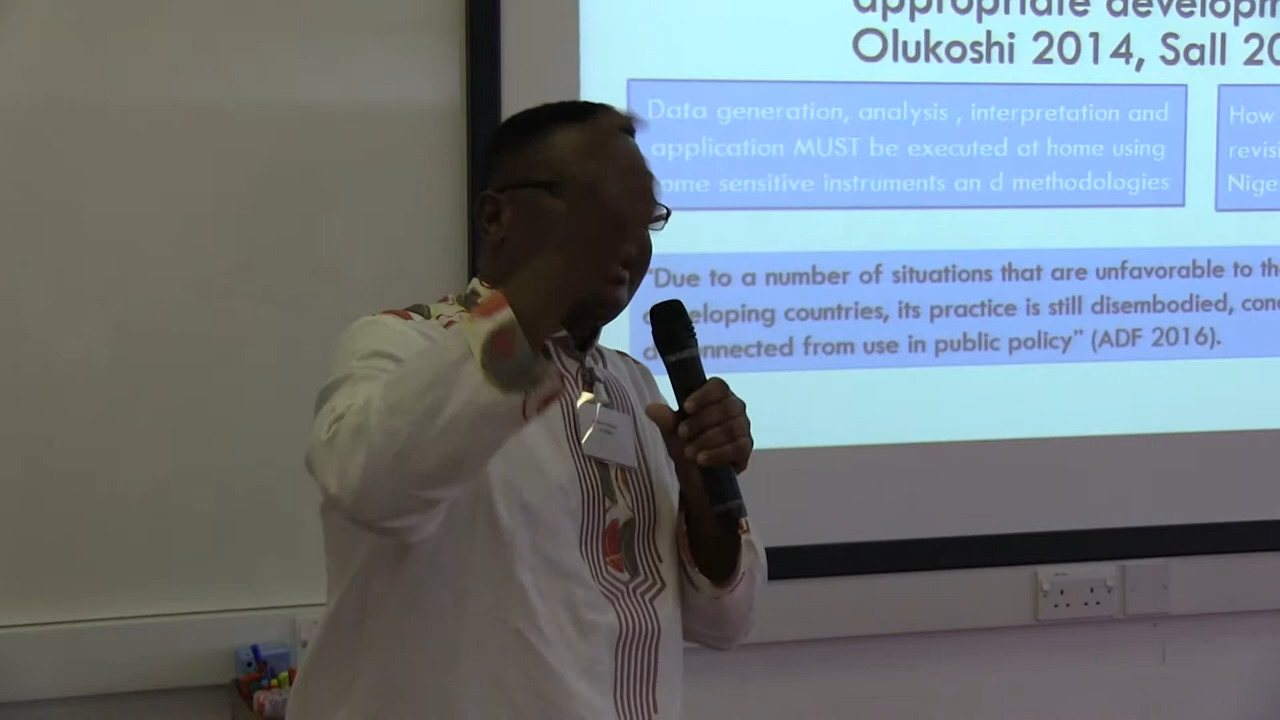 appropriate developm
Olukoshi 2014, Sall 20
Data generation, analysis , interpretation and
application MUST be executed at home using
ome sensitive instruments an d methodologies
How
revisi
Nige
"Due to a number of situations that are unfavorable to th
eloping countries, its practice is still disembodied, con
nnected from use in public policy" (ADF 2016).